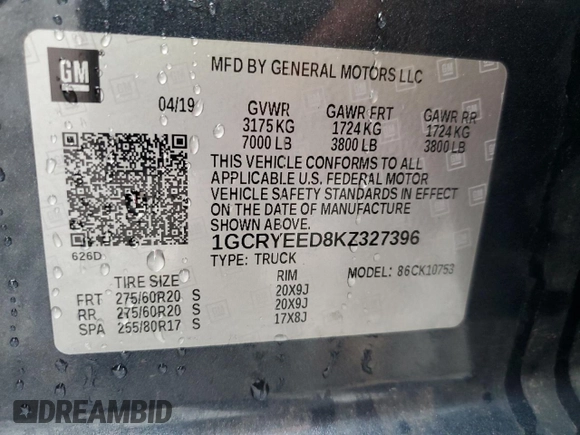 GM
MFD BY GENERAL MOTORS LLC
04/19
GVWR GAWR FRT GAWR RR
3175 KG 1724 KG 1724 KG
7000 LB 3800 LB 3800 LB
THIS VEHICLE CONFORMS TO ALL
APPLICABLE U.S. FEDERAL MOTOR
VEHICLE SAFETY STANDARDS IN EFFECT
ON THE DATE OF MANUFACTURE
SHOWN ABOVE.
1GCRYEED8KZ327396
626D
TYPE: TRUCK MODEL: 86CK10753
TIRE SIZE RIM
FRT 275/60R20 S 20X9J
RR 275/60R20 S 20X9J
SPA 255/80R17 S 17X8J
DREAMBID